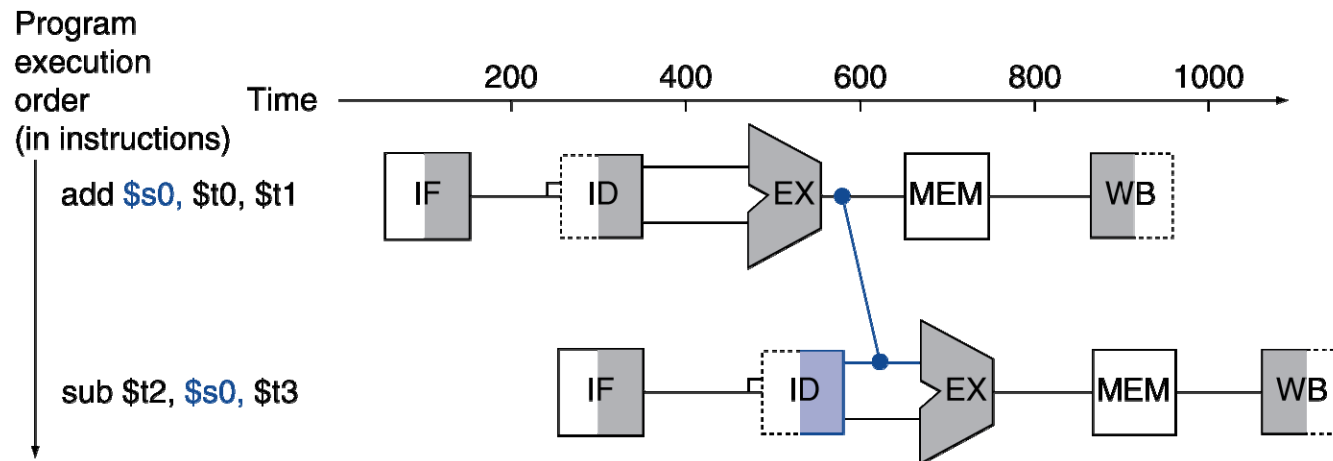 Program
execution
order
(in instructions)
Time
200 400 600 800 1000
add $s0, $t0, $t1
IF ID EX MEM WB
sub $t2, $s0, $t3
IF ID EX MEM WB